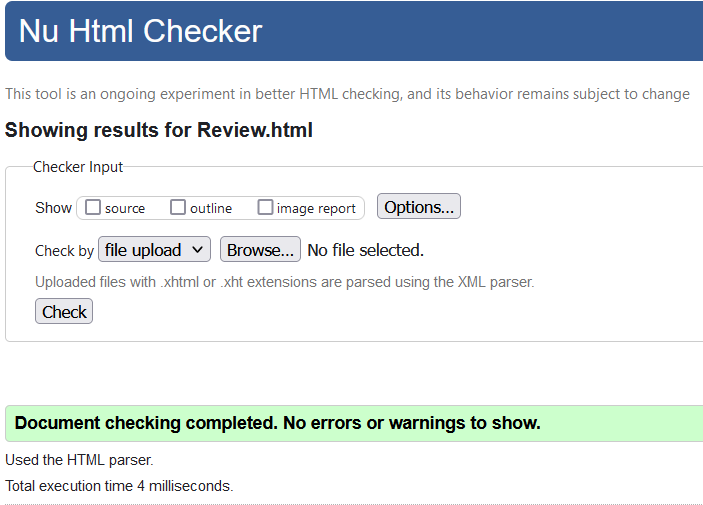 Nu Html Checker
This tool is an ongoing experiment in better HTML checking, and its behavior remains subject to change
Showing results for Review.html
Checker Input
Show source outline image report Options...
Check by file upload Browse... No file selected.
Uploaded files with .xhtml or .xht extensions are parsed using the XML parser.
Check
Document checking completed. No errors or warnings to show.
Used the HTML parser.
Total execution time 4 milliseconds.